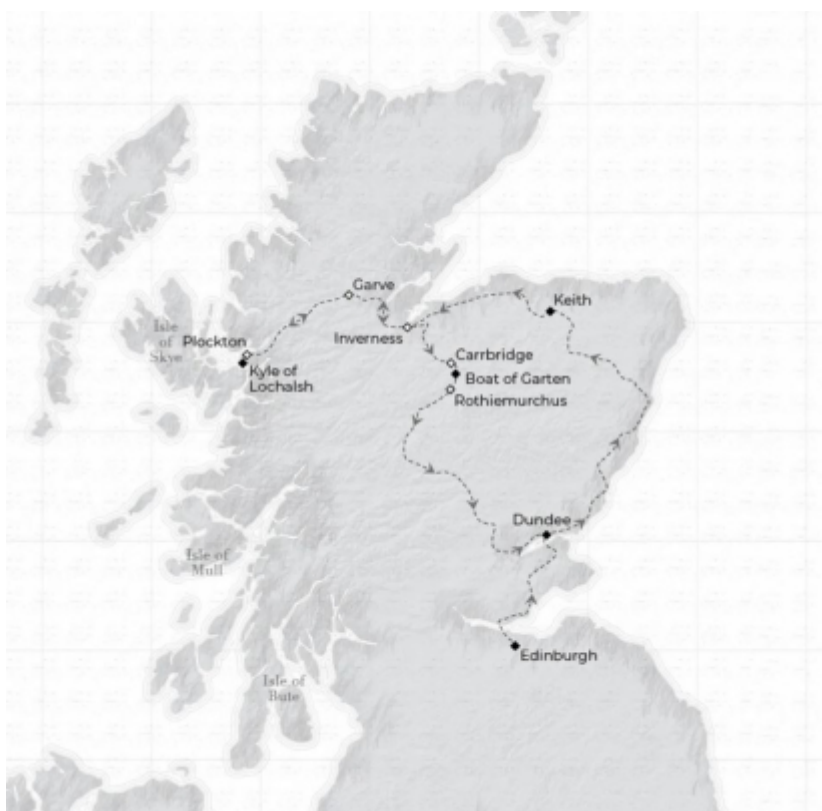 Garve
Keith
Isle
of
Skye
Plockton
Inverness
Kyle of
Lochalsh
Carrbridge
Boat of Garten
Rothiemurchus
Dundee
Isle of
Mull
Edinburgh
Isle of
Bute